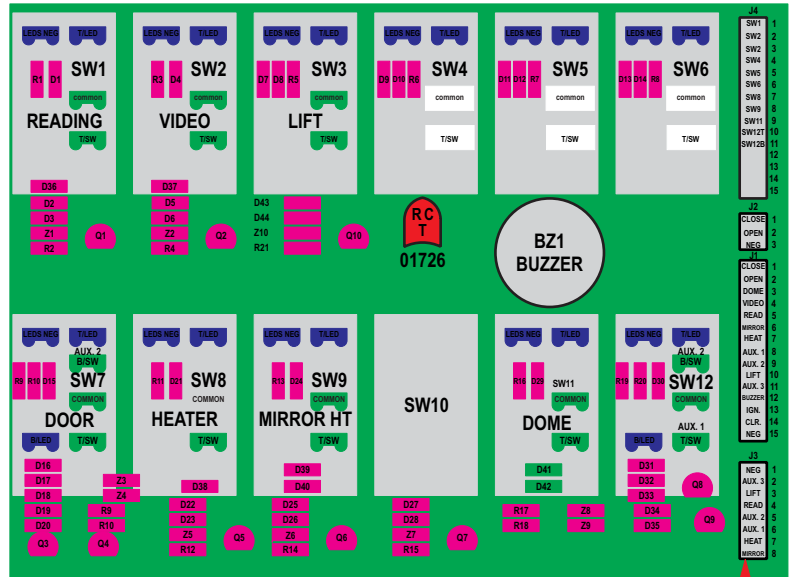 LEDS NEG T/LED LEDS NEG T/LED LEDS NEG T/LED LEDS NEG T/LED LEDS NEG T/LED LEDS NEG T/LED
R1 D1 SW1 R3 D4 SW2 D7 D8 R5 SW3 D9 D10 R6 SW4 D11 D12 R7 SW5 D13 D14 R8 SW6
common common common common common common
READING VIDEO LIFT
T/SW T/SW T/SW T/SW T/SW T/SW
D36 D37
D2 D5 D43
D3 D6 D44
Z1 Z2 Z10
R2 R4 R21
Q1 Q2 Q10
R C
T
01726
BZ1
BUZZER
LEDS NEG T/LED LEDS NEG T/LED LEDS NEG T/LED LEDS NEG T/LED LEDS NEG T/LED
AUX. 2 AUX. 2
B/SW B/SW
R9 R10 D15 SW7 R11 D21 SW8 R13 D24 SW9 SW10 R16 D29 SW11 R19 R20 D30 SW12
COMMON COMMON COMMON COMMON COMMON
DOOR HEATER MIRROR HT DOME AUX. 1
B/LED T/SW T/SW T/SW T/SW B/LED T/SW
D16
D17
D18
D19
D20
Q3
Z3
Z4
R9
R10
Q4
D38
D22
D23
Z5
R12
Q5
D39
D40
D25
D26
Z6
R14
Q6
D27
D28
Z7
R15
Q7
D41
D42
R17 Z8
R18 Z9
D31
D32
D33
Q8
D34
D35
Q9
J4
SW1 1
SW2 2
SW2 3
SW4 4
SW5 5
SW6 6
SW8 7
SW9 8
SW11 9
SW12T 10
SW12B 11
12
13
14
15
J2
CLOSE 1
OPEN 2
NEG 3
J1
CLOSE 1
OPEN 2
DOME 3
VIDEO 4
READ 5
MIRROR 6
HEAT 7
AUX. 1 8
AUX. 2 9
LIFT 10
AUX. 3 11
BUZZER 12
IGN. 13
CLR. 14
NEG 15
J3
NEG 1
AUX. 3 2
LIFT 3
READ 4
AUX. 2 5
AUX. 1 6
HEAT 7
MIRROR 8